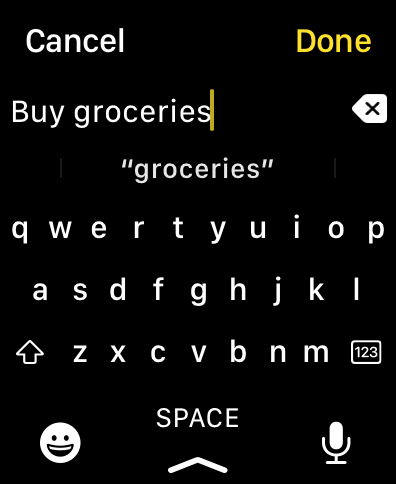 Cancel Done
Buy groceries
“groceries”
q w e r t y u i o p
a s d f g h j k l
z x c v b n m 123
SPACE